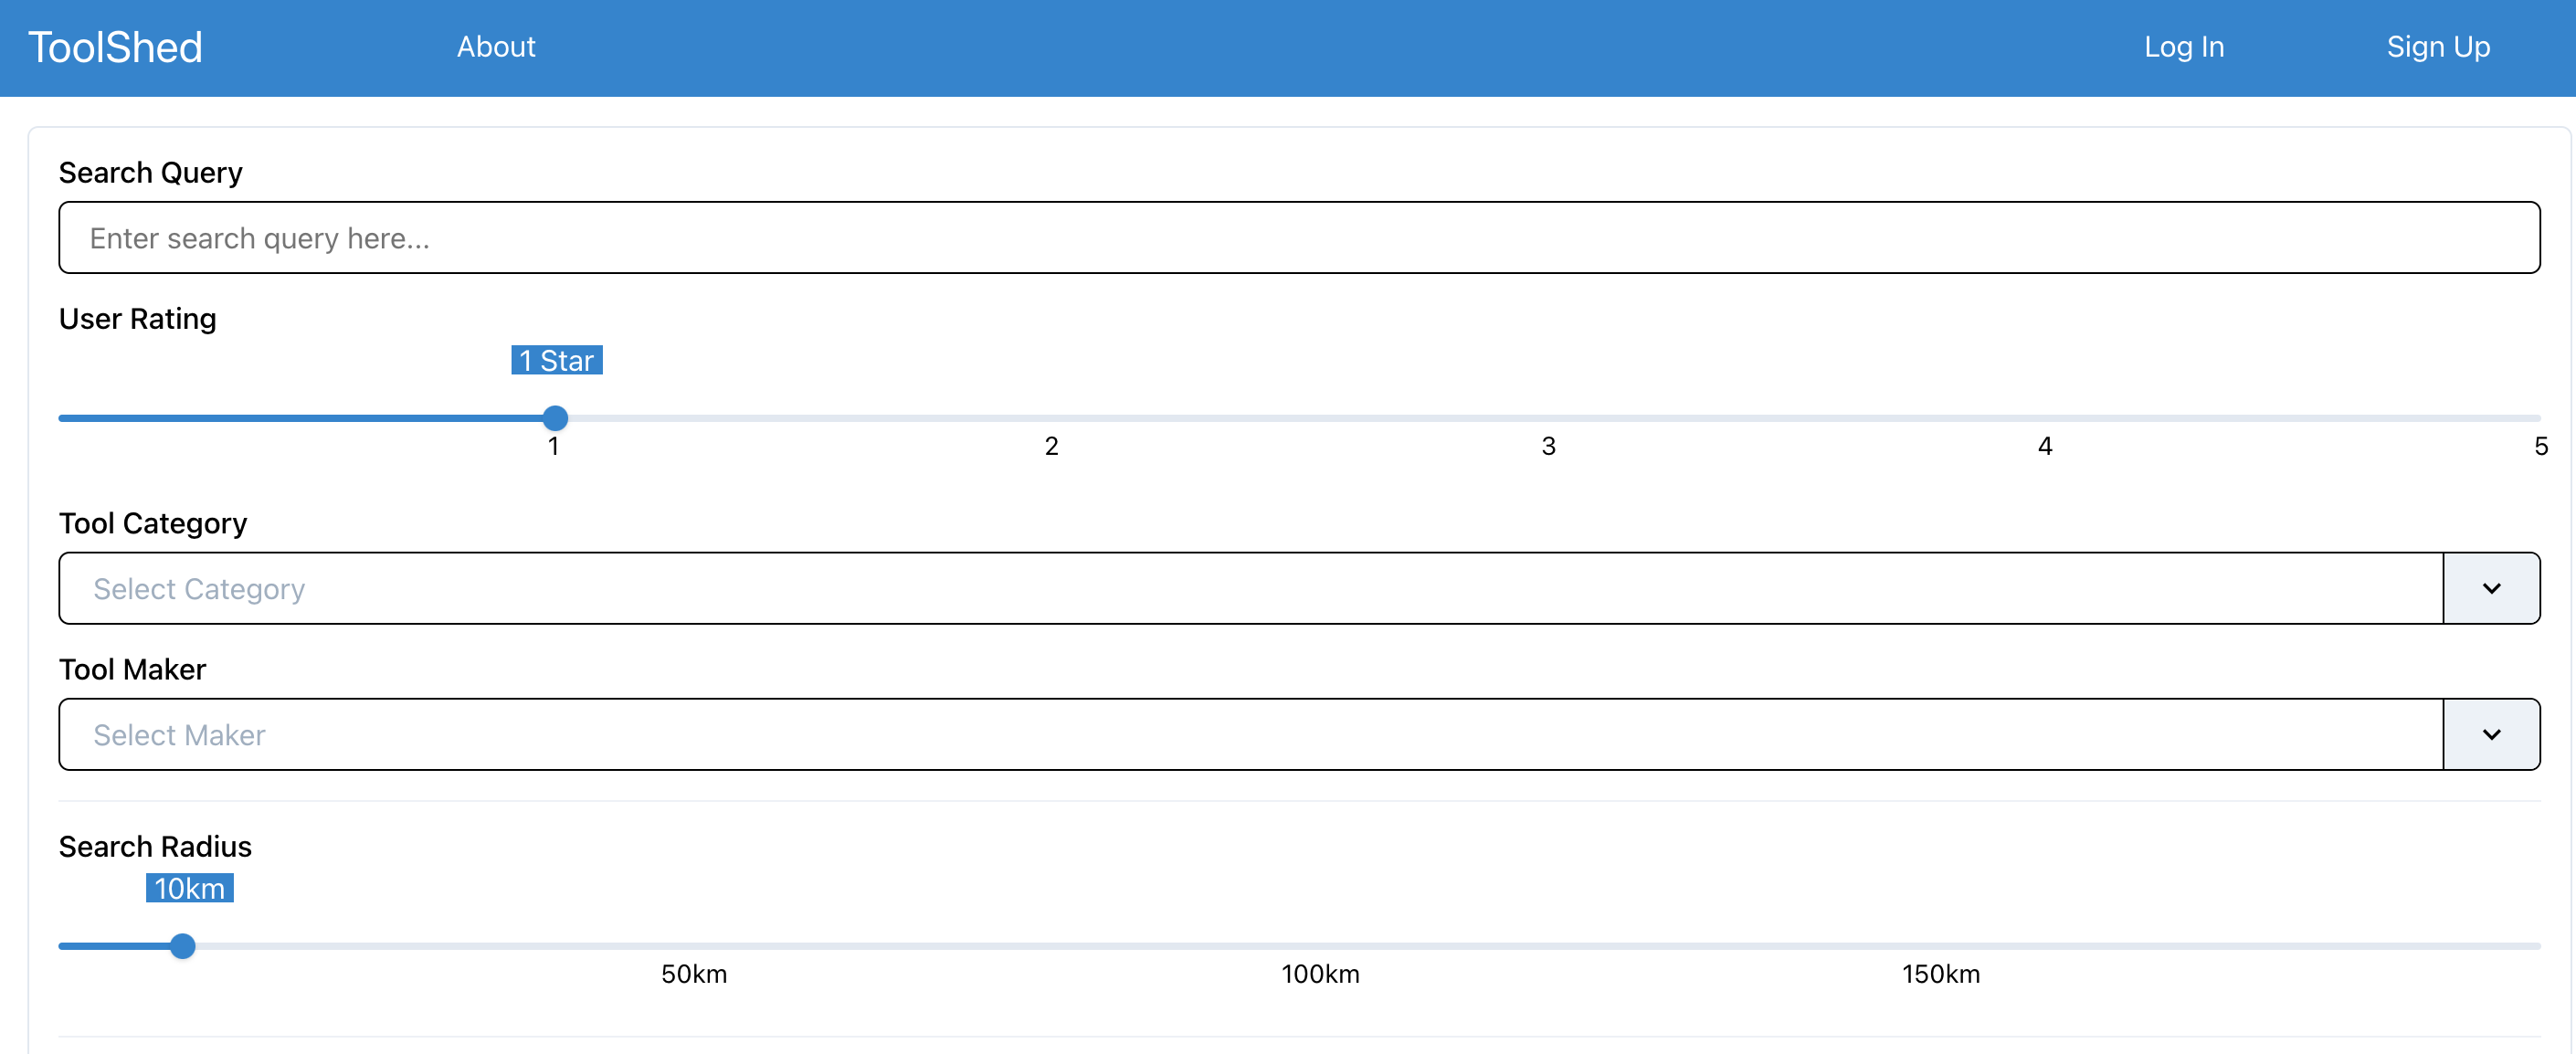 ToolShed About Log In Sign Up
Search Query
Enter search query here...
User Rating
1 Star
1 2 3 4 5
Tool Category
Select Category
Tool Maker
Select Maker
Search Radius
10km
50km 100km 150km